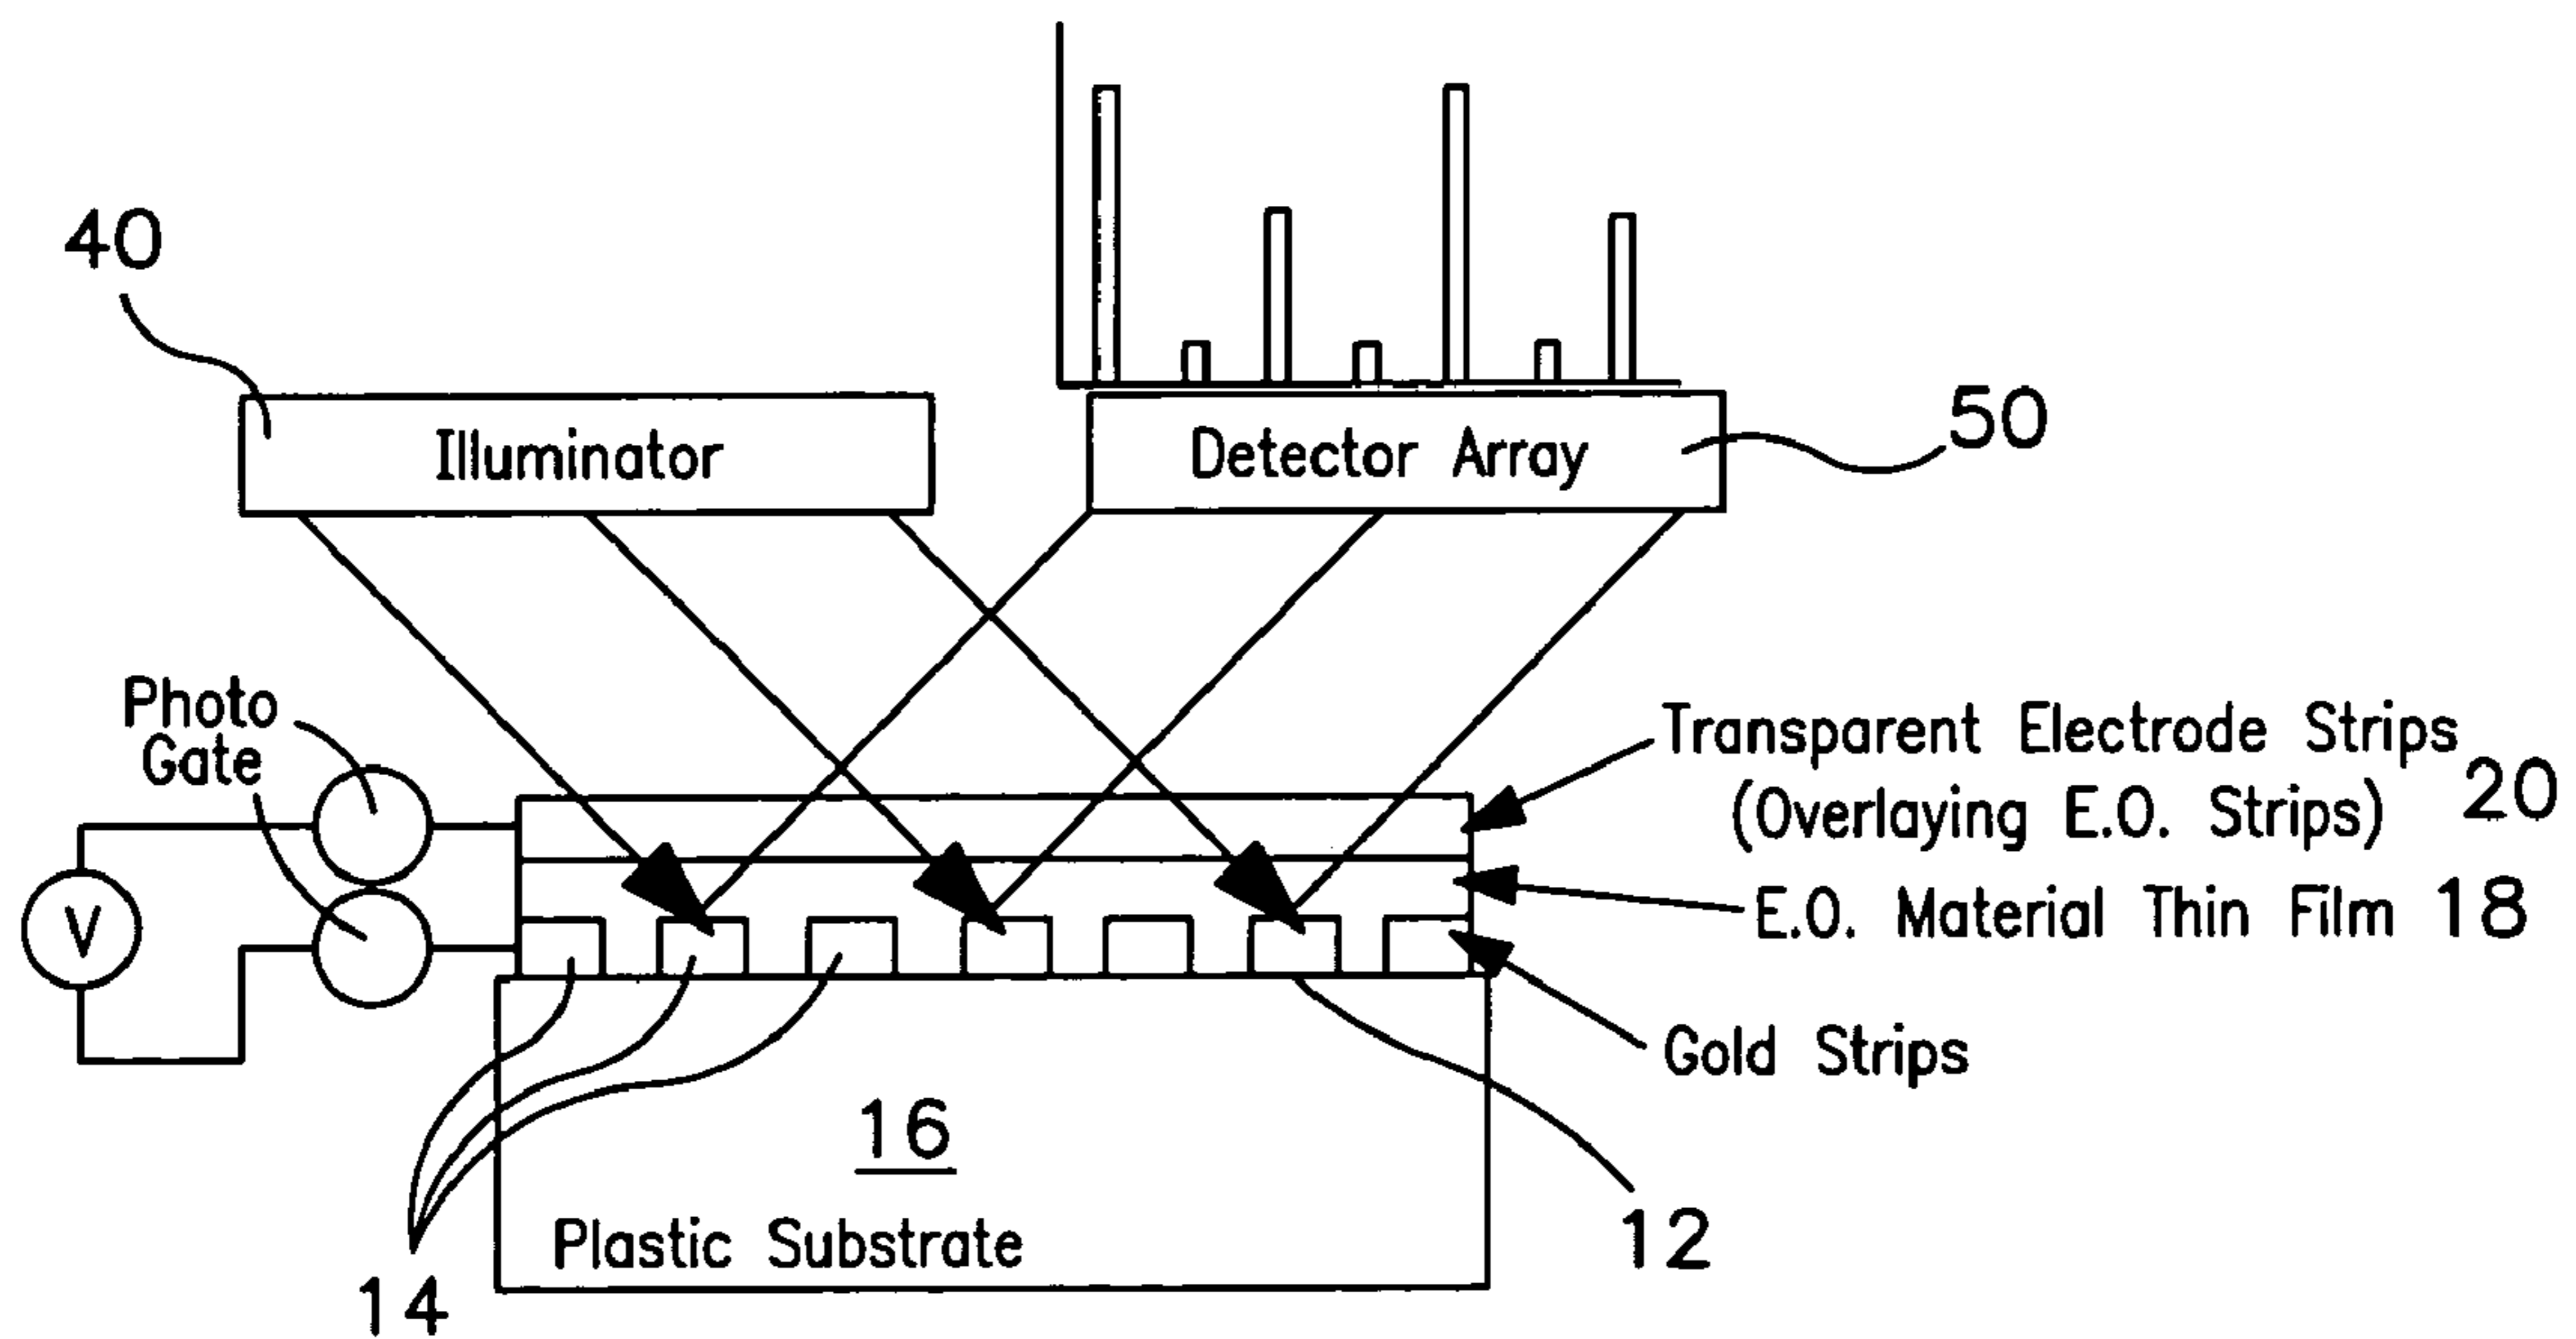 40
Illuminator
Detector Array
50
Photo
Gate
V
Transparent Electrode Strips
(Overlaying E.O. Strips) 20
E.O. Material Thin Film 18
Gold Strips
16
Plastic Substrate
12
14